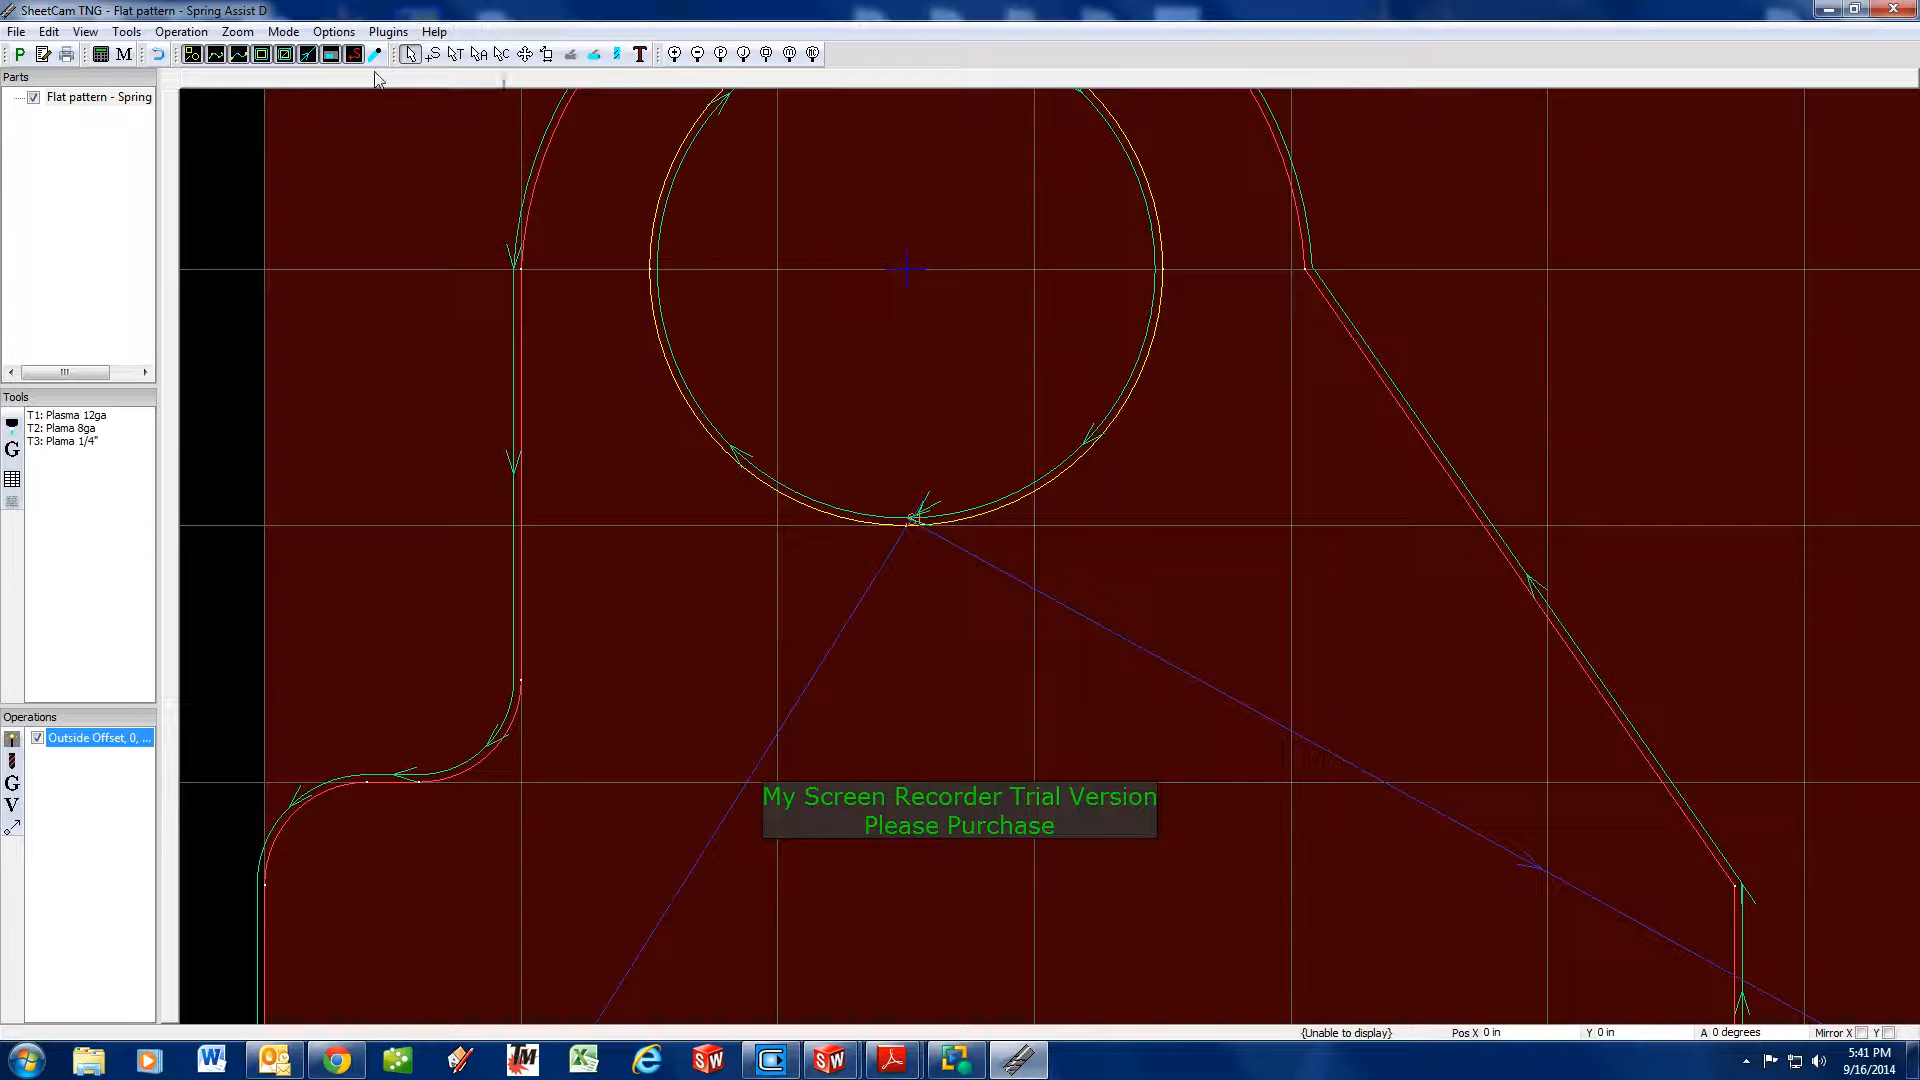 SheetCam TNG - Flat pattern - Spring Assist D
File Edit View Tools Operation Zoom Mode Options Plugins Help
P M S T A C T P J
Parts
Flat pattern - Spring
Tools
T1: Plasma 12ga
T2: Plama 8ga
T3: Plama 1/4"
G
Operations
Outside Offset, 0, ...
G
V
My Screen Recorder Trial Version
Please Purchase
{Unable to display} Pos X 0 in Y 0 in A 0 degrees Mirror X Y
5:41 PM
9/16/2014